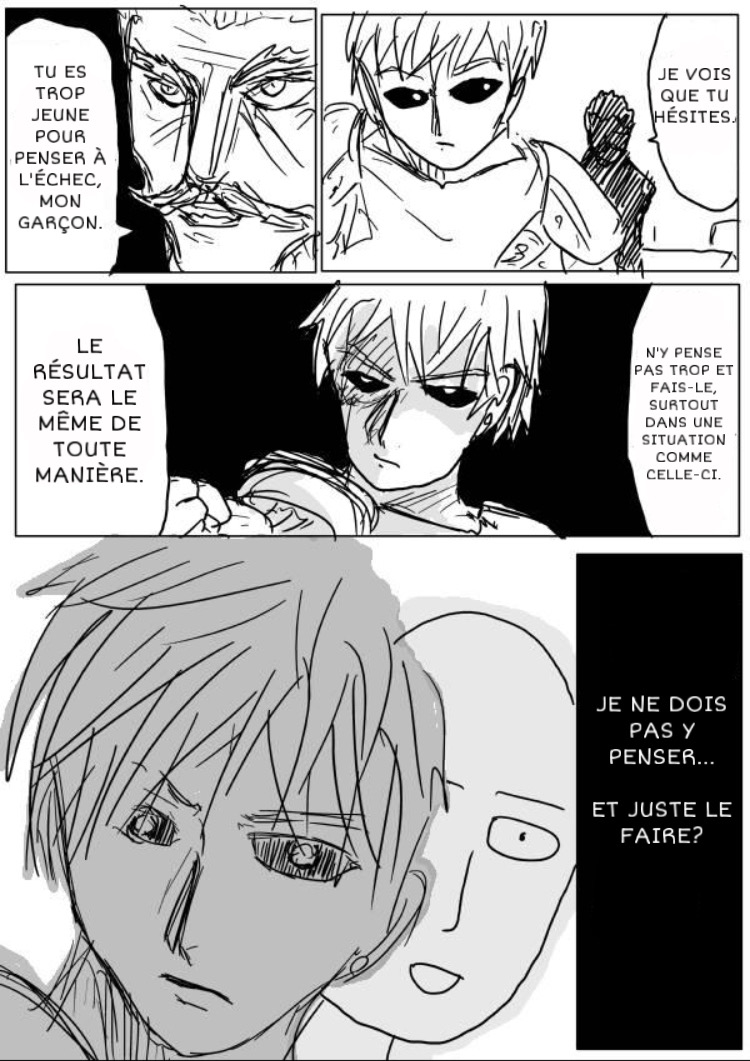 JE VOIS
QUE TU
HÉSITES.
TU ES
TROP
JEUNE
POUR
PENSER À
L'ÉCHEC,
MON
GARÇON.
N'Y PENSE
PAS TROP ET
FAIS-LE,
SURTOUT
DANS UNE
SITUATION
COMME
CELLE-CI.
LE
RÉSULTAT
SERA LE
MÊME DE
TOUTE
MANIÈRE.
JE NE DOIS
PAS Y
PENSER...
ET JUSTE LE
FAIRE?